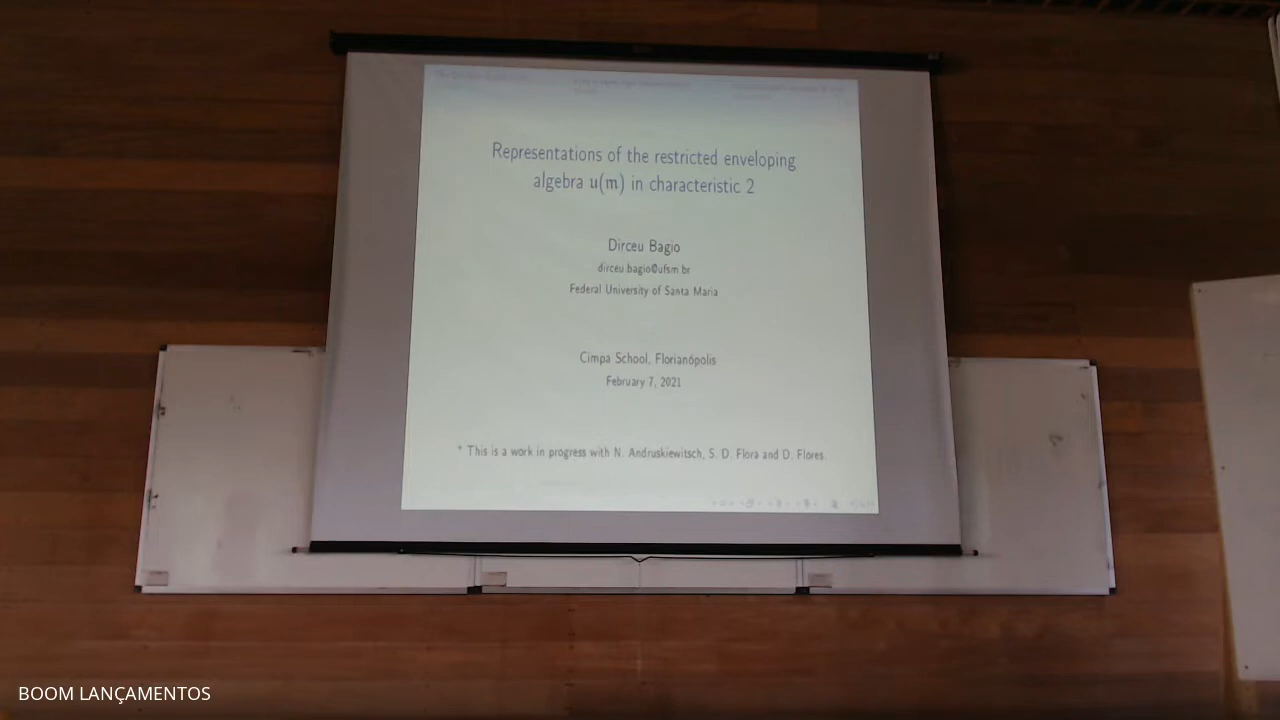 Representations of the restricted enveloping
algebra u(m) in characteristic 2
Dirceu Bagio
dirceu.bagio@ufsm.br
Federal University of Santa Maria
Cimpa School, Florianópolis
February 7, 2021
* This is a work in progress with N. Andruskiewitsch, S. D. Flora and D. Flores.
BOOM LANÇAMENTOS